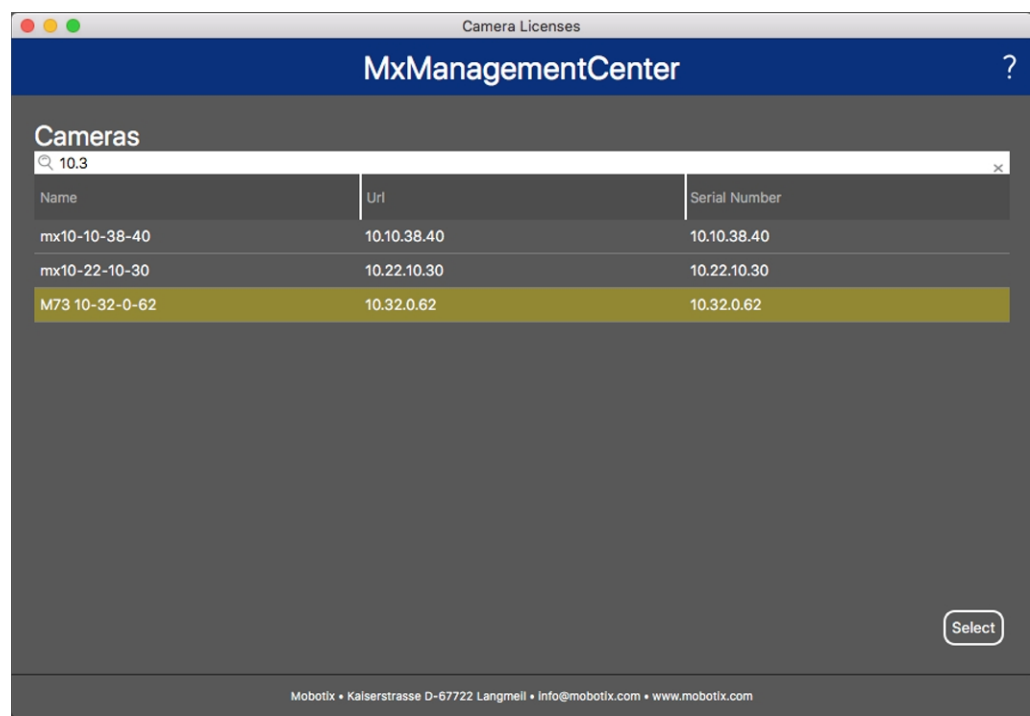 Camera Licenses
MxManagementCenter
?
Cameras
10.3
Name Url Serial Number
mx10-10-38-40 10.10.38.40 10.10.38.40
mx10-22-10-30 10.22.10.30 10.22.10.30
M73 10-32-0-62 10.32.0.62 10.32.0.62
Select
Mobotix • Kaiserstrasse D-67722 Langmeil • info@mobotix.com • www.mobotix.com